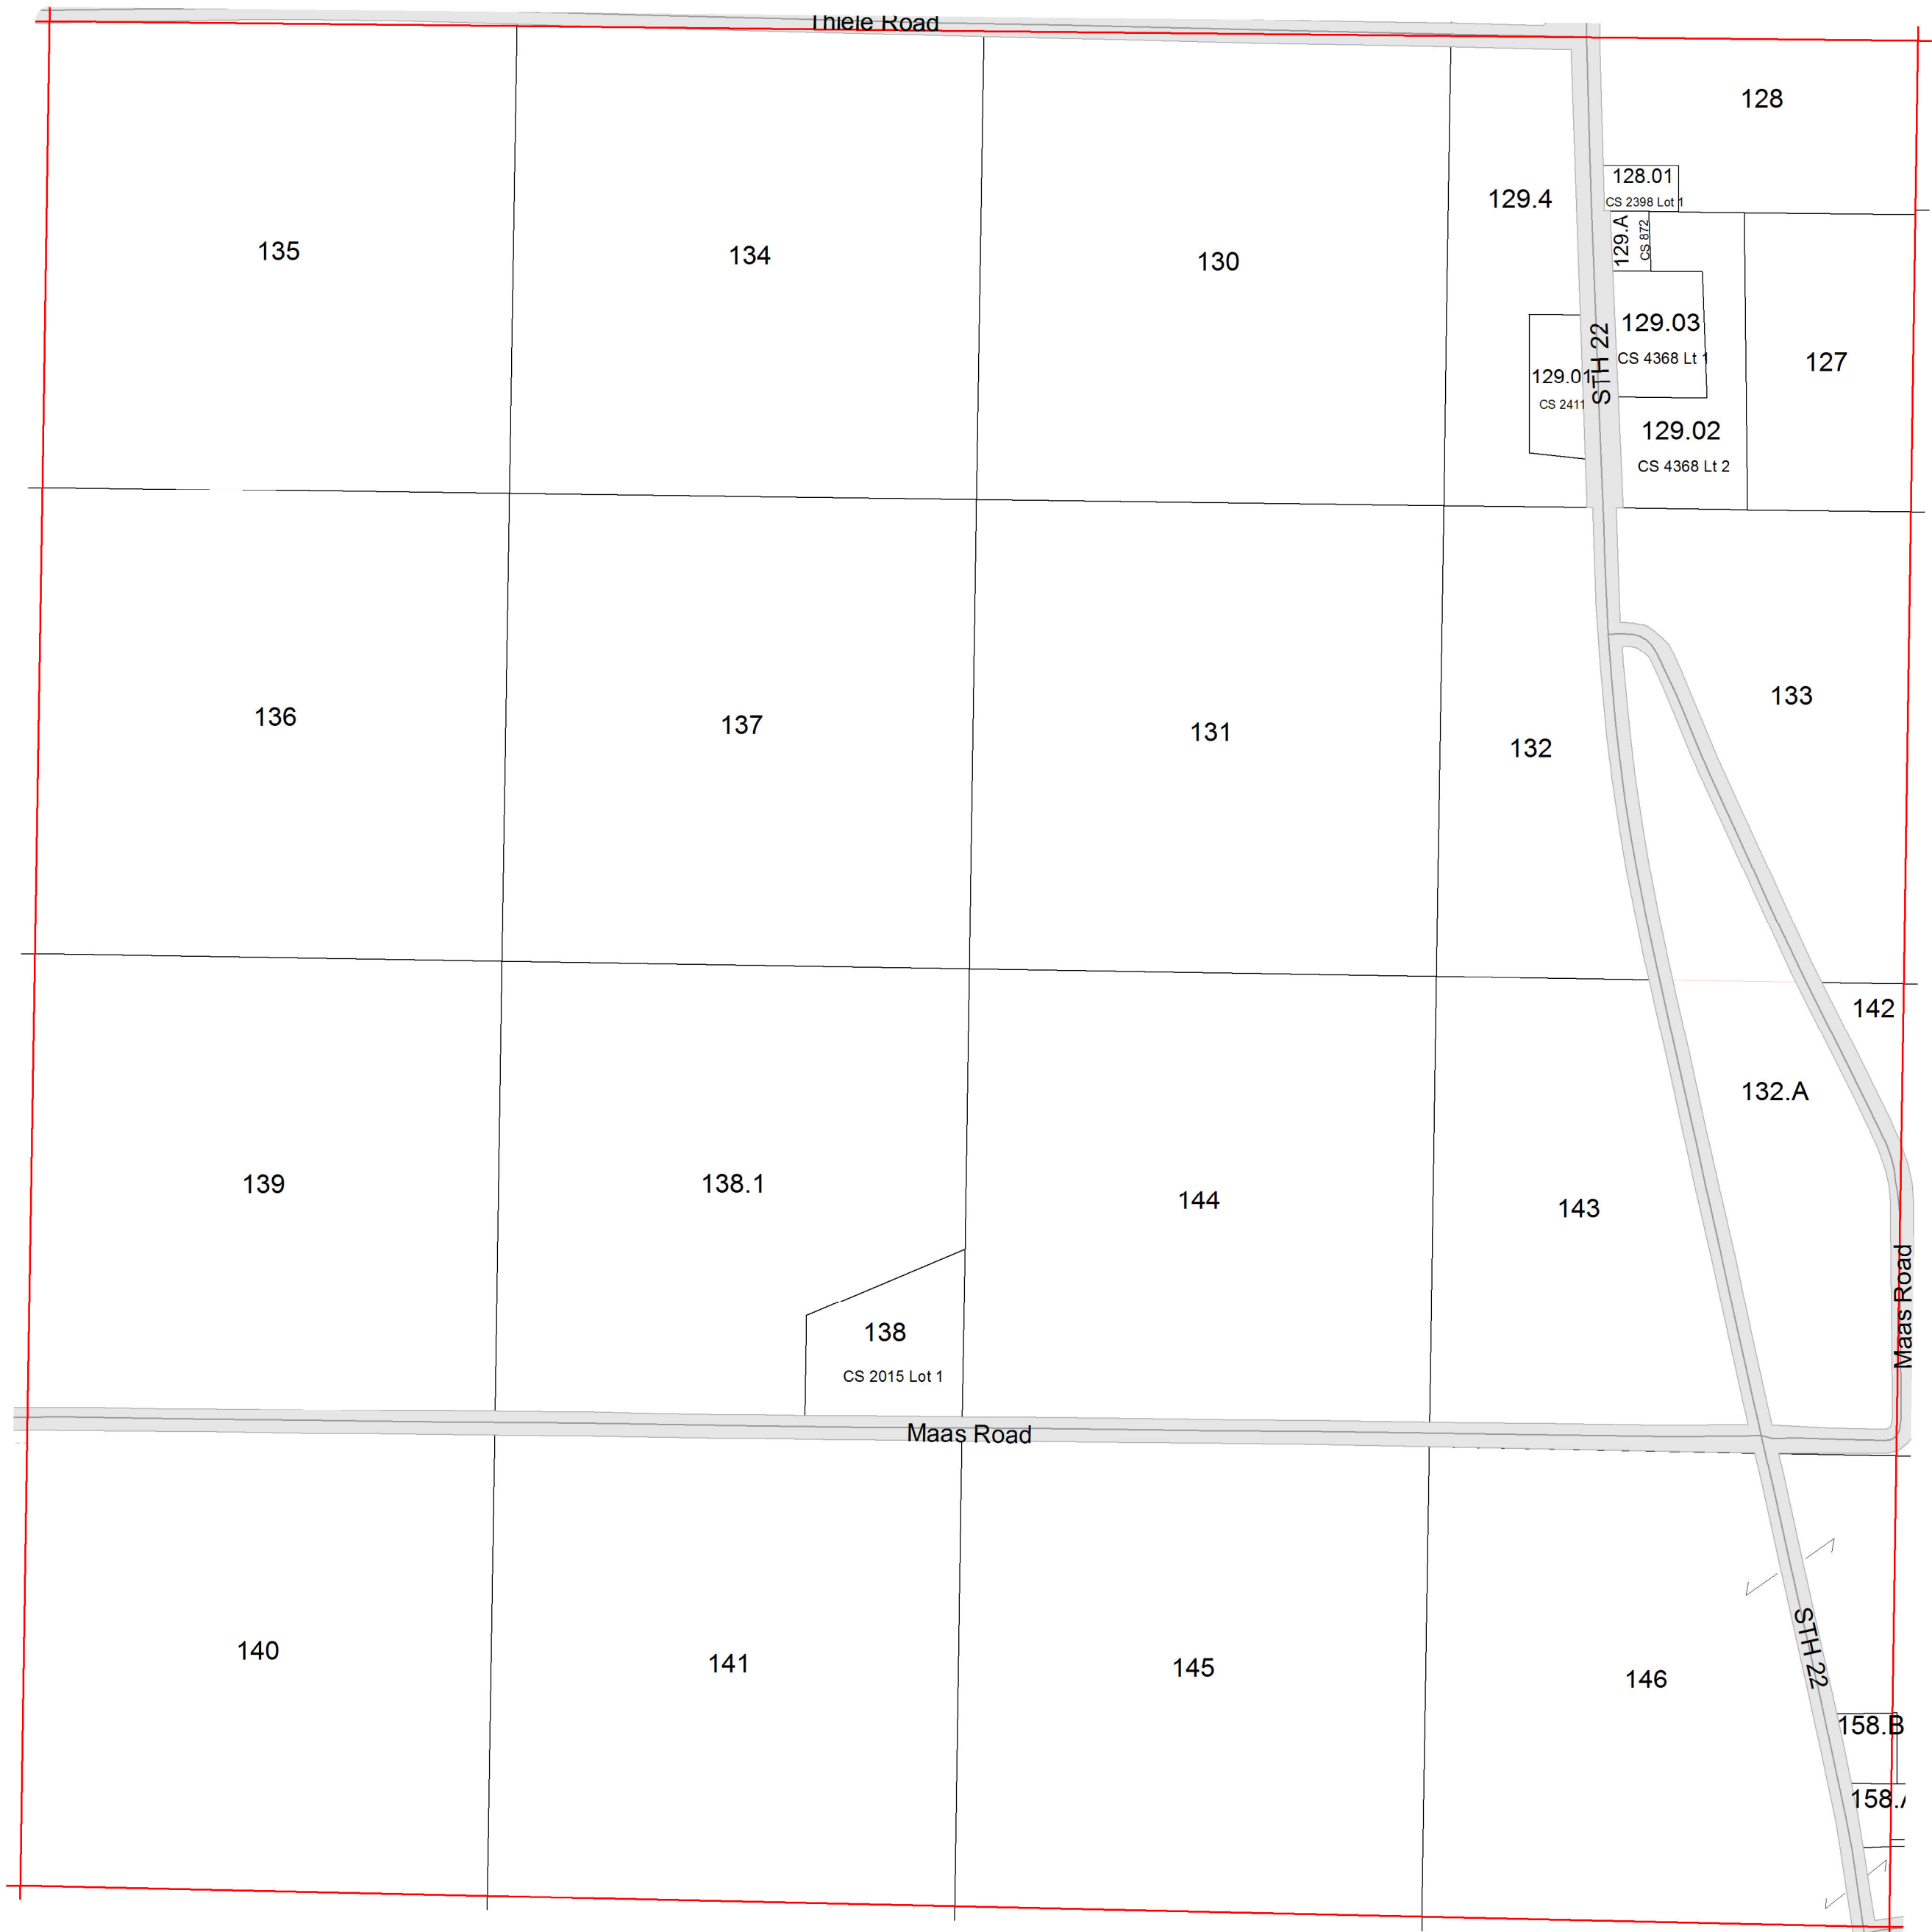 Thiele Road
128
128.01
CS 2398 Lot 1
129.4
129.A
CS 872
135
134
130
129.03
CS 4368 Lt 1
STH 22
127
129.01
CS 2411
129.02
CS 4368 Lt 2
136
137
131
132
133
142
132.A
139
138.1
144
143
Maas Road
138
CS 2015 Lot 1
Maas Road
140
141
145
146
STH 22
158.B
158.A